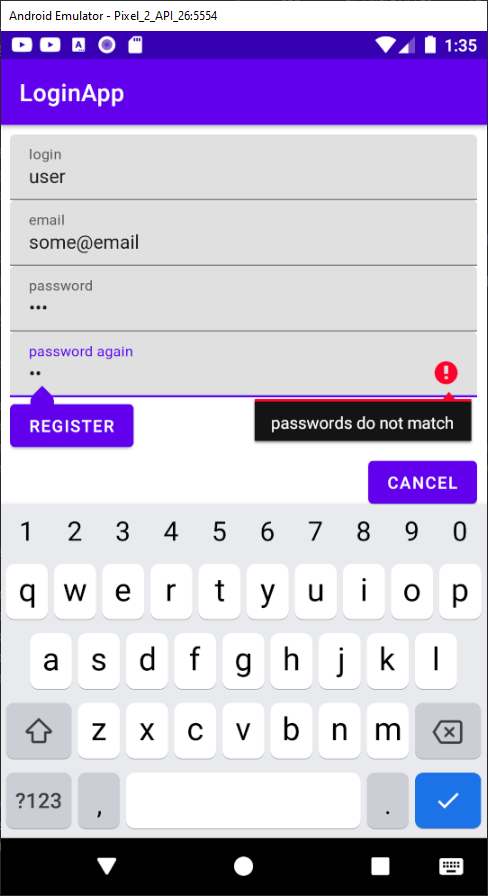 Android Emulator - Pixel_2_API_26:5554
A
1:35
LoginApp
login
user
email
some@email
password
•••
password again
••
REGISTER
passwords do not match
CANCEL
1 2 3 4 5 6 7 8 9 0
q w e r t y u i o p
a s d f g h j k l
z x c v b n m
?123 , .